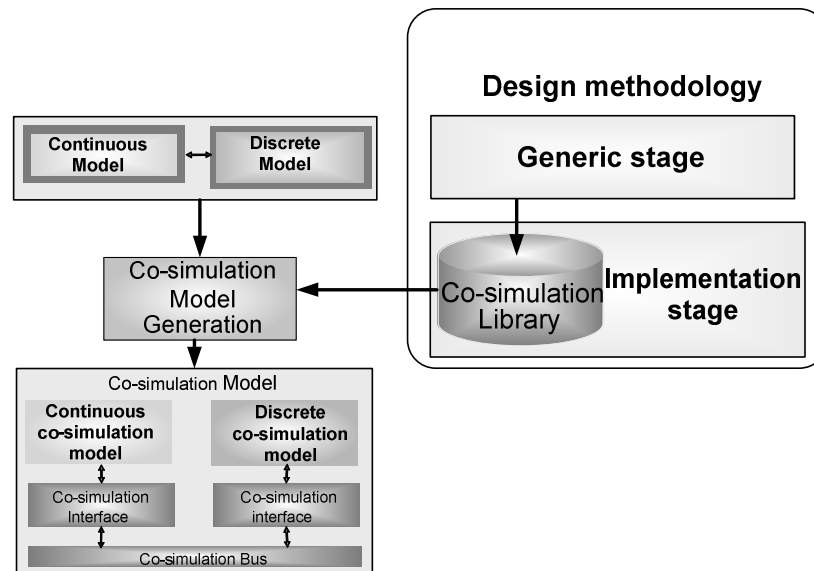 Design methodology
Generic stage
Implementation
stage
Co-simulation
Library
Continuous
Model
Discrete
Model
Co-simulation
Model
Generation
Co-simulation Model
Continuous
co-simulation
model
Discrete
co-simulation
model
Co-simulation
Interface
Co-simulation
interface
Co-simulation Bus